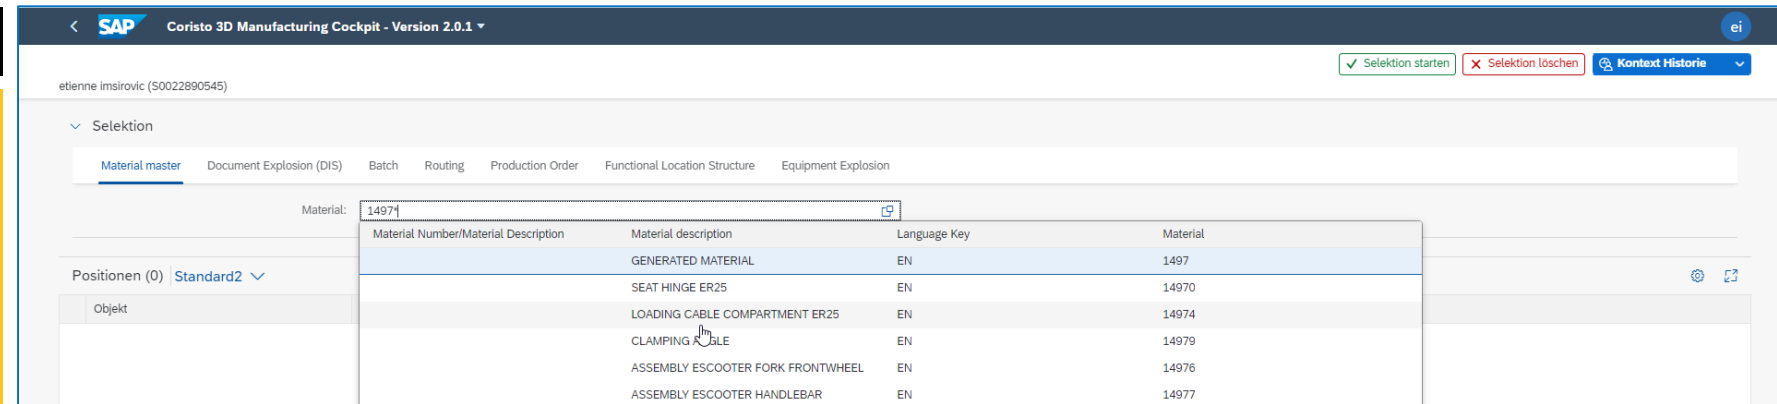 SAP Coristo 3D Manufacturing Cockpit - Version 2.0.1 ei
Selektion starten Selektion löschen Kontext Historie
etienne imsirovic (S0022890545)
Selektion
Material master Document Explosion (DIS) Batch Routing Production Order Functional Location Structure Equipment Explosion
Material: 1497*
Material Number/Material Description Material description Language Key Material
GENERATED MATERIAL EN 1497
Positionen (0) Standard2
SEAT HINGE ER25 EN 14970
Objekt
LOADING CABLE COMPARTMENT ER25 EN 14974
CLAMPING EN 14979
ASSEMBLY ESCOOTER FORK FRONTWHEEL EN 14976
ASSEMBLY ESCOOTER HANDLEBAR EN 14977